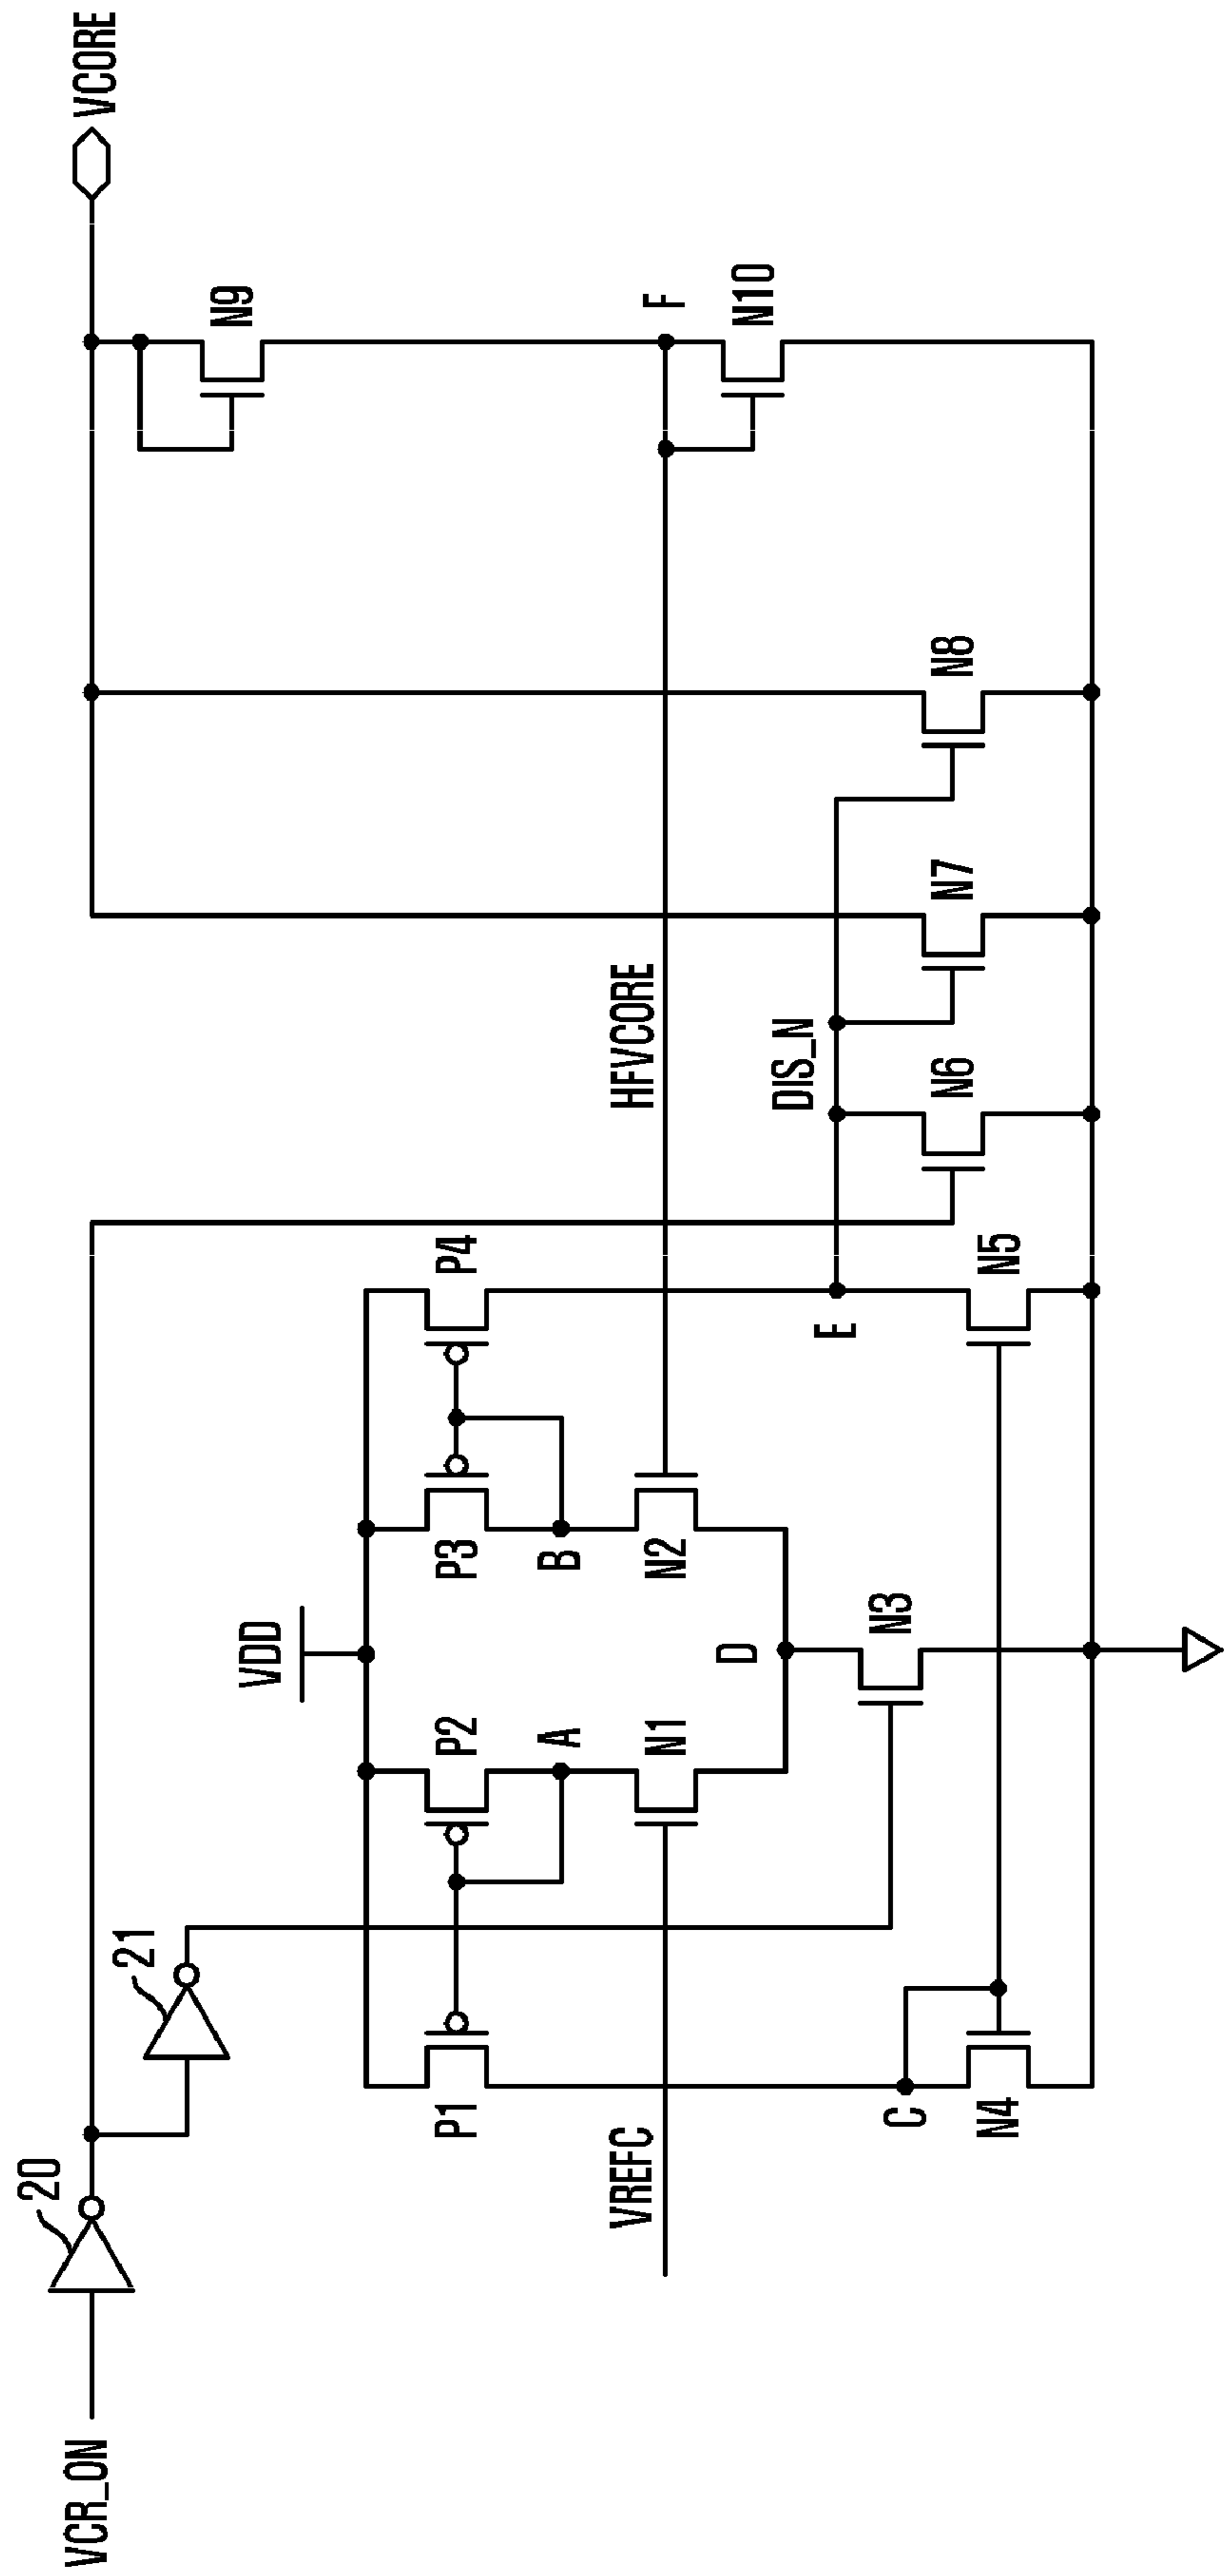 VCR_ON
20
21
VCORE
VDD
P1
P2
P3
P4
A
B
N9
VREFC
N1
N2
HFVCORE
F
D
E
DIS_N
N10
C
N3
N4
N5
N6
N7
N8